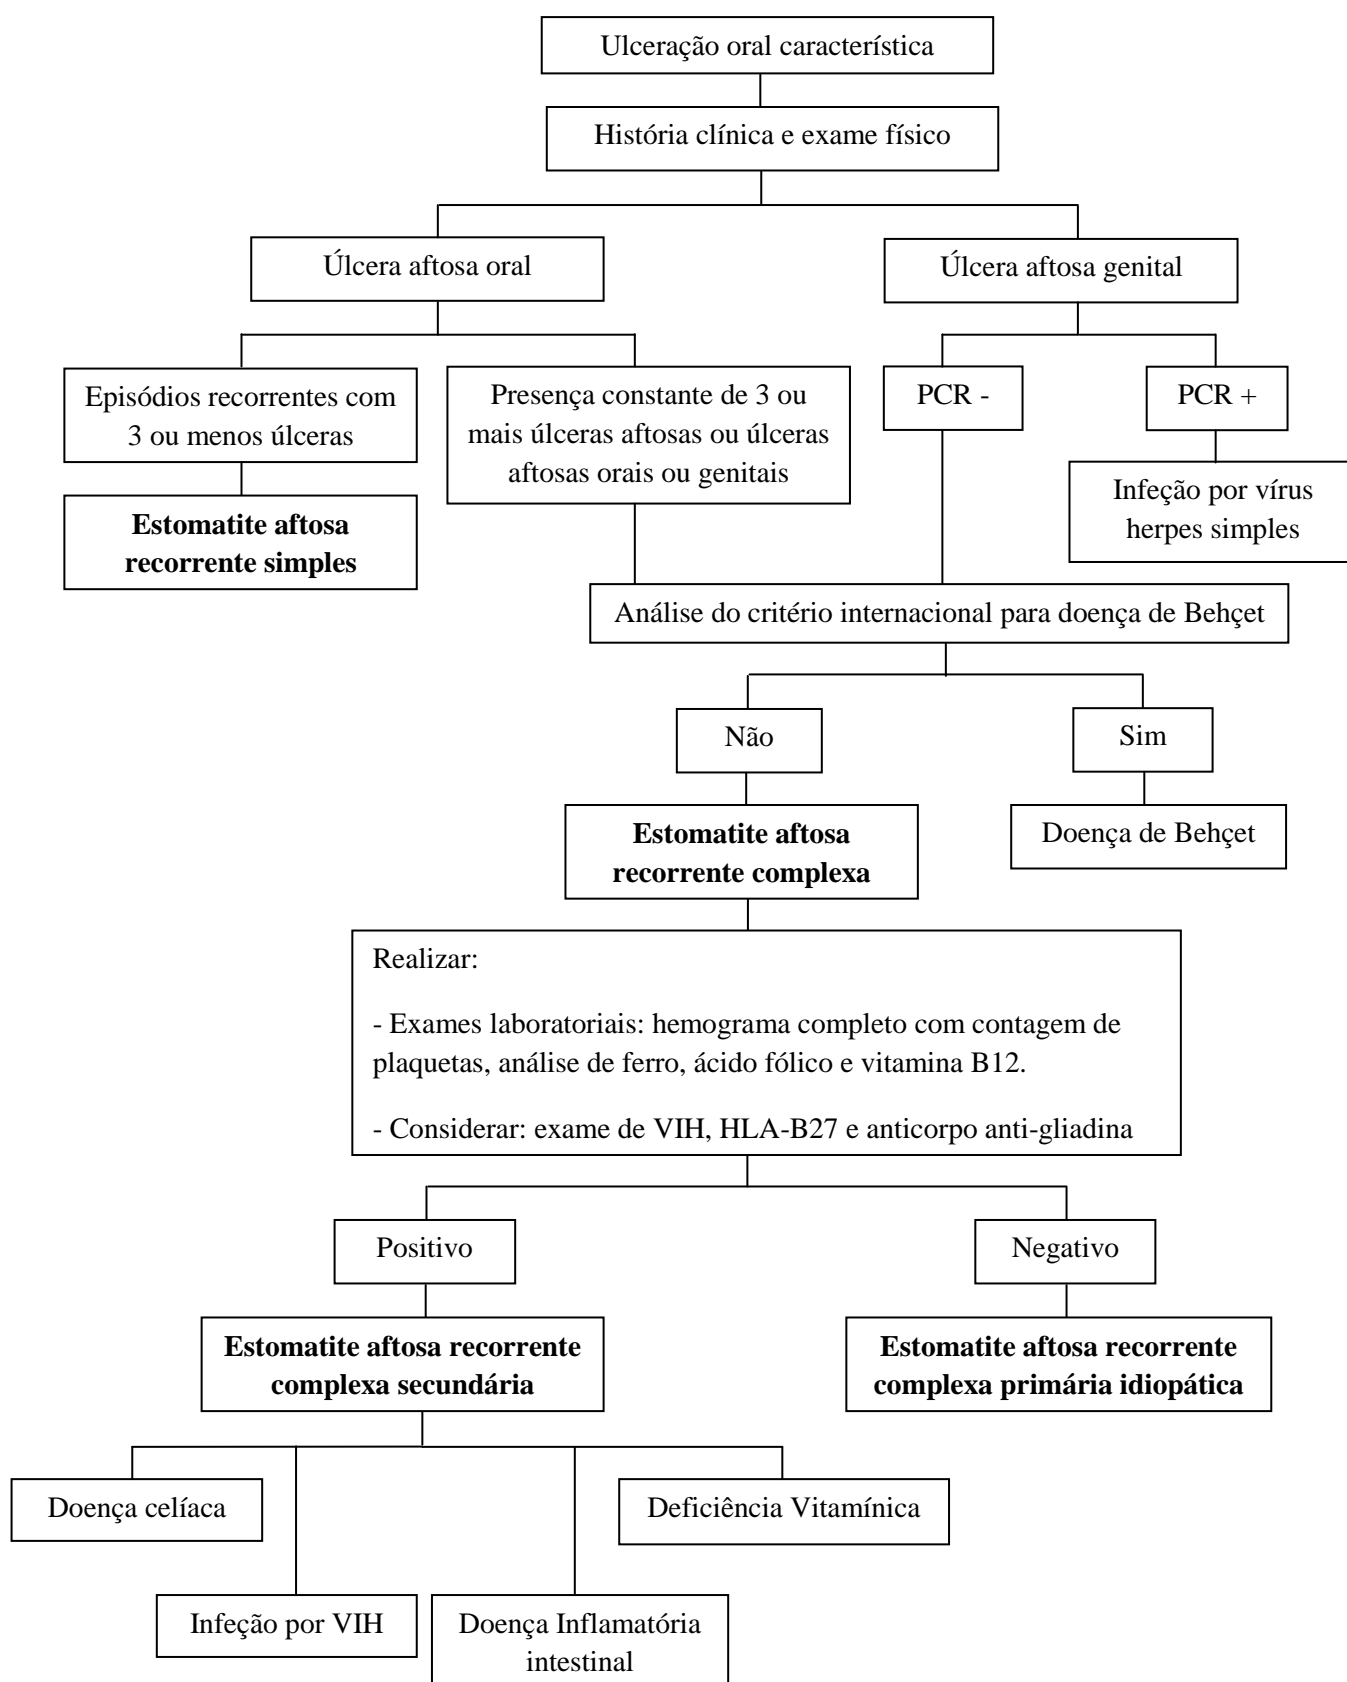 Ulceração oral característica
História clínica e exame físico
Úlcera aftosa oral
Úlcera aftosa genital
Episódios recorrentes com
3 ou menos úlceras
Presença constante de 3 ou
mais úlceras aftosas ou úlceras
aftosas orais ou genitais
PCR -
PCR +
Estomatite aftosa
recorrente simples
Infeção por vírus
herpes simples
Análise do critério internacional para doença de Behçet
Não
Sim
Estomatite aftosa
recorrente complexa
Doença de Behçet
Realizar:
- Exames laboratoriais: hemograma completo com contagem de
plaquetas, análise de ferro, ácido fólico e vitamina B12.
- Considerar: exame de VIH, HLA-B27 e anticorpo anti-gliadina
Positivo
Negativo
Estomatite aftosa recorrente
complexa secundária
Estomatite aftosa recorrente
complexa primária idiopática
Doença celíaca
Deficiência Vitamínica
Infeção por VIH
Doença Inflamatória
intestinal